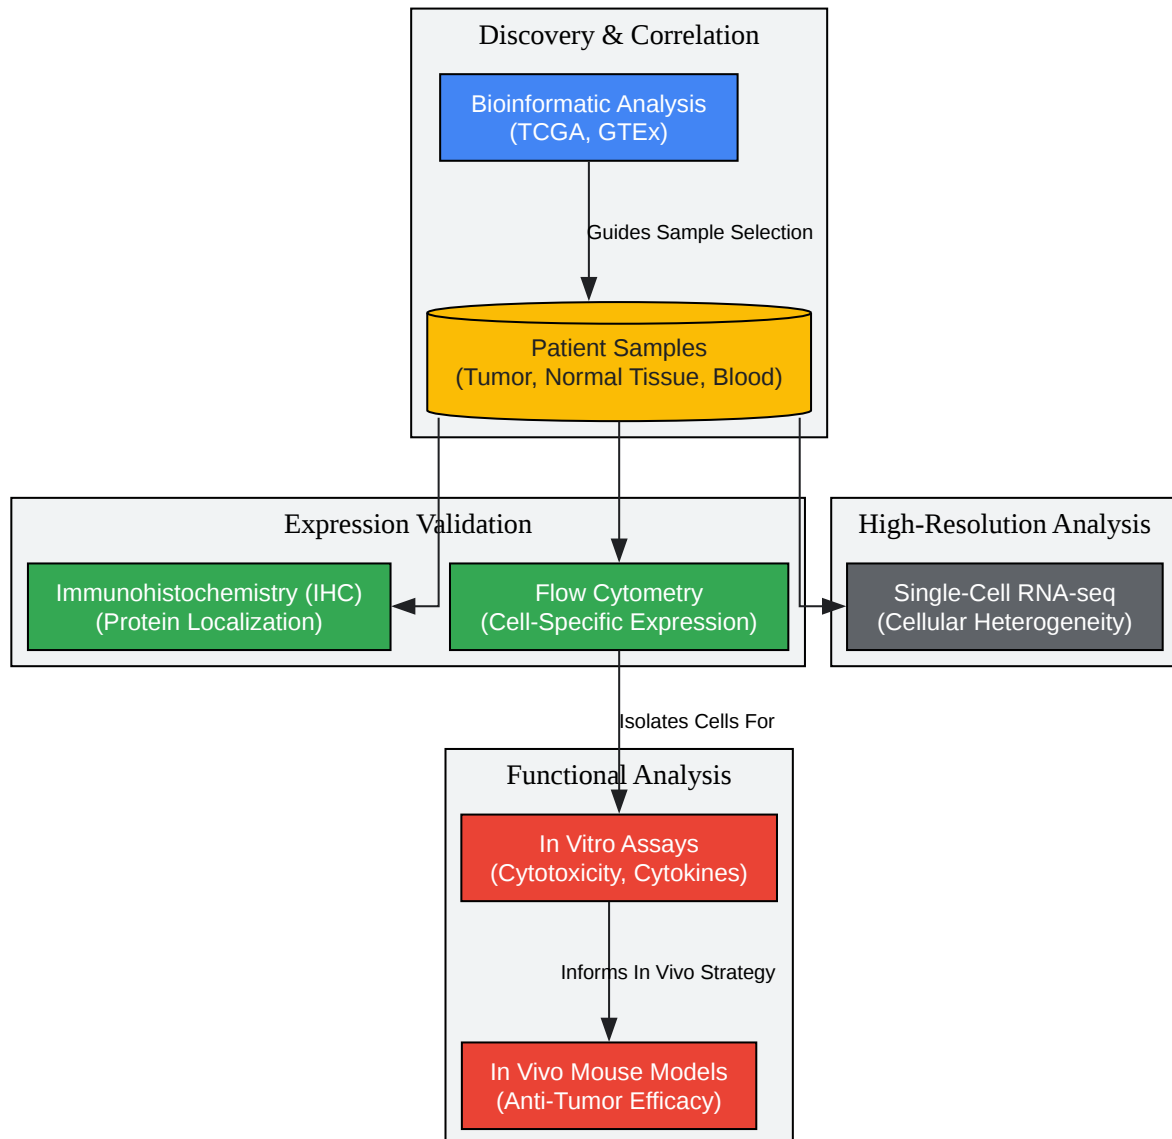 Discovery & Correlation
Bioinformatic Analysis
(TCGA, GTEx)
Guides Sample Selection
Patient Samples
(Tumor, Normal Tissue, Blood)
Expression Validation
Immunohistochemistry (IHC)
(Protein Localization)
Flow Cytometry
(Cell-Specific Expression)
High-Resolution Analysis
Single-Cell RNA-seq
(Cellular Heterogeneity)
Isolates Cells For
Functional Analysis
In Vitro Assays
(Cytotoxicity, Cytokines)
Informs In Vivo Strategy
In Vivo Mouse Models
(Anti-Tumor Efficacy)